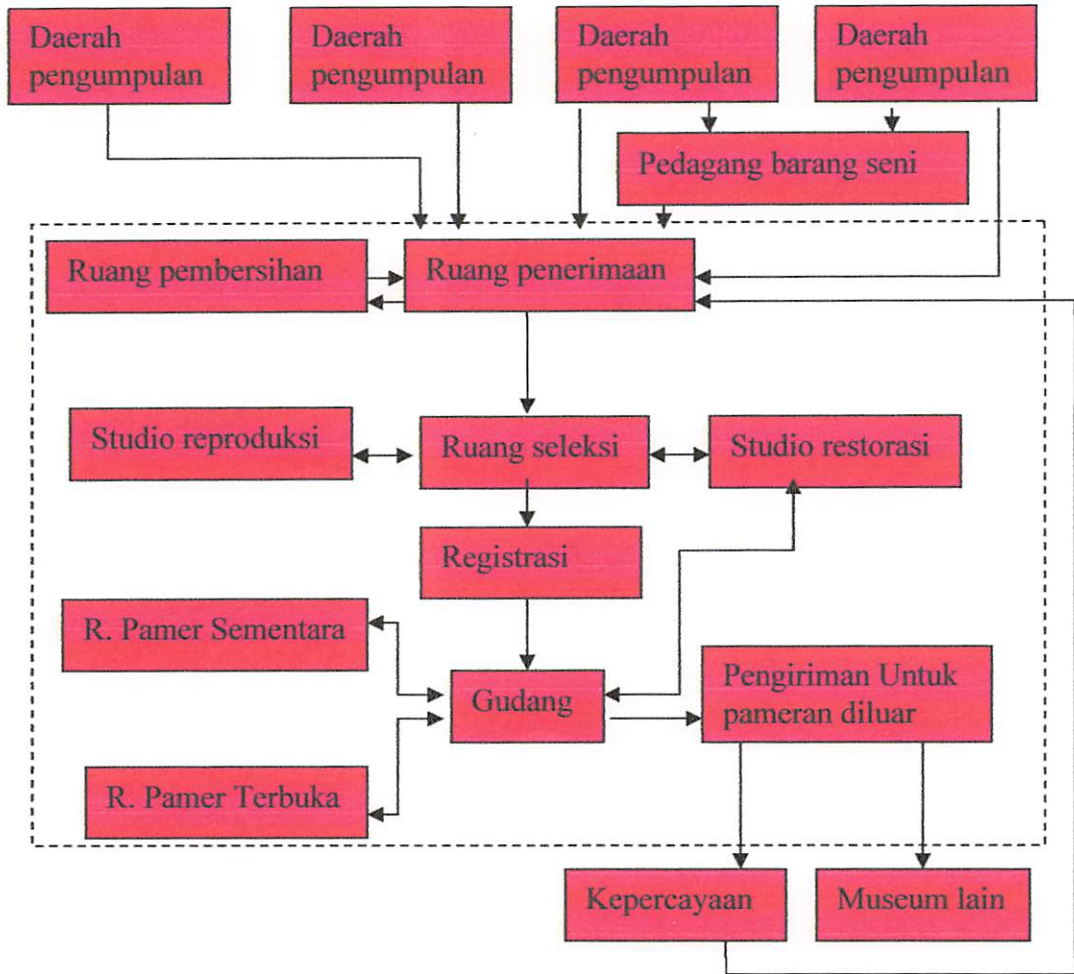 Daerah
pengumpulan
Daerah
pengumpulan
Daerah
pengumpulan
Daerah
pengumpulan
Pedagang barang seni
Ruang pembersihan
Ruang penerimaan
Studio reproduksi
Ruang seleksi
Studio restorasi
Registrasi
R. Pamer Sementara
Gudang
Pengiriman Untuk
pameran diluar
R. Pamer Terbuka
Kepercayaan
Museum lain